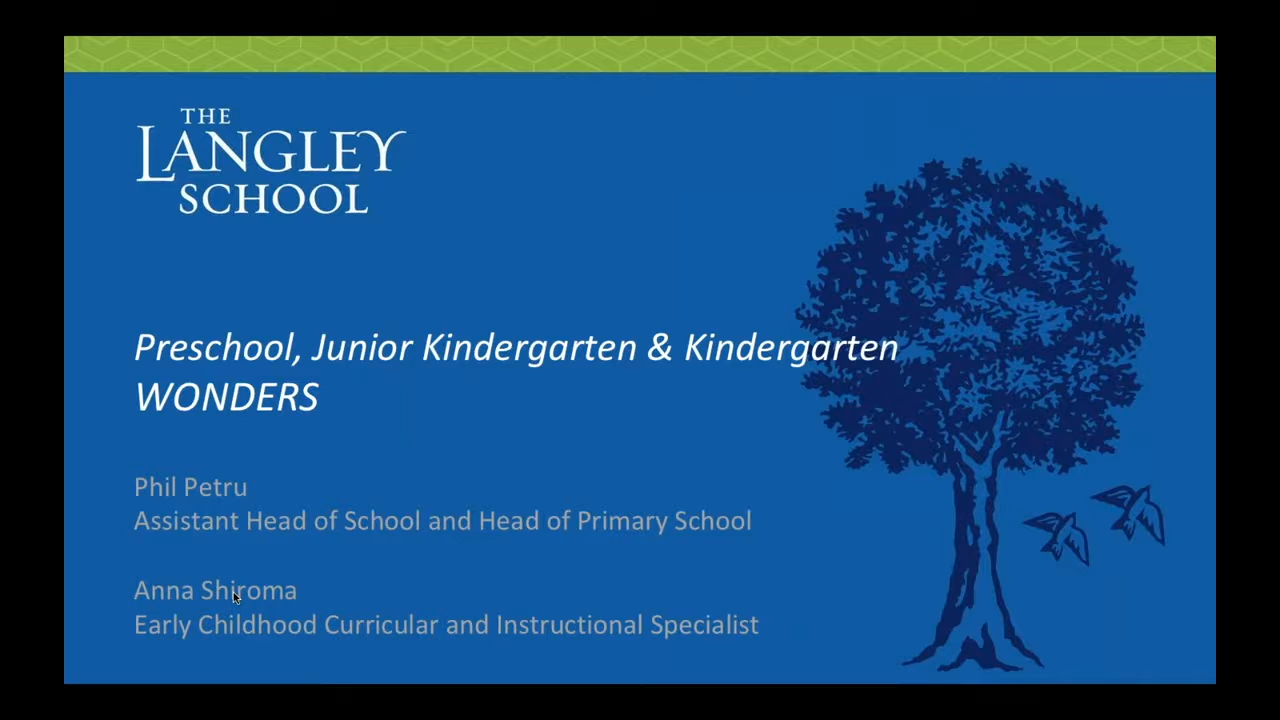 THE
LANGLEY
SCHOOL
Preschool, Junior Kindergarten & Kindergarten
WONDERS
Phil Petru
Assistant Head of School and Head of Primary School
Anna Shiroma
Early Childhood Curricular and Instructional Specialist